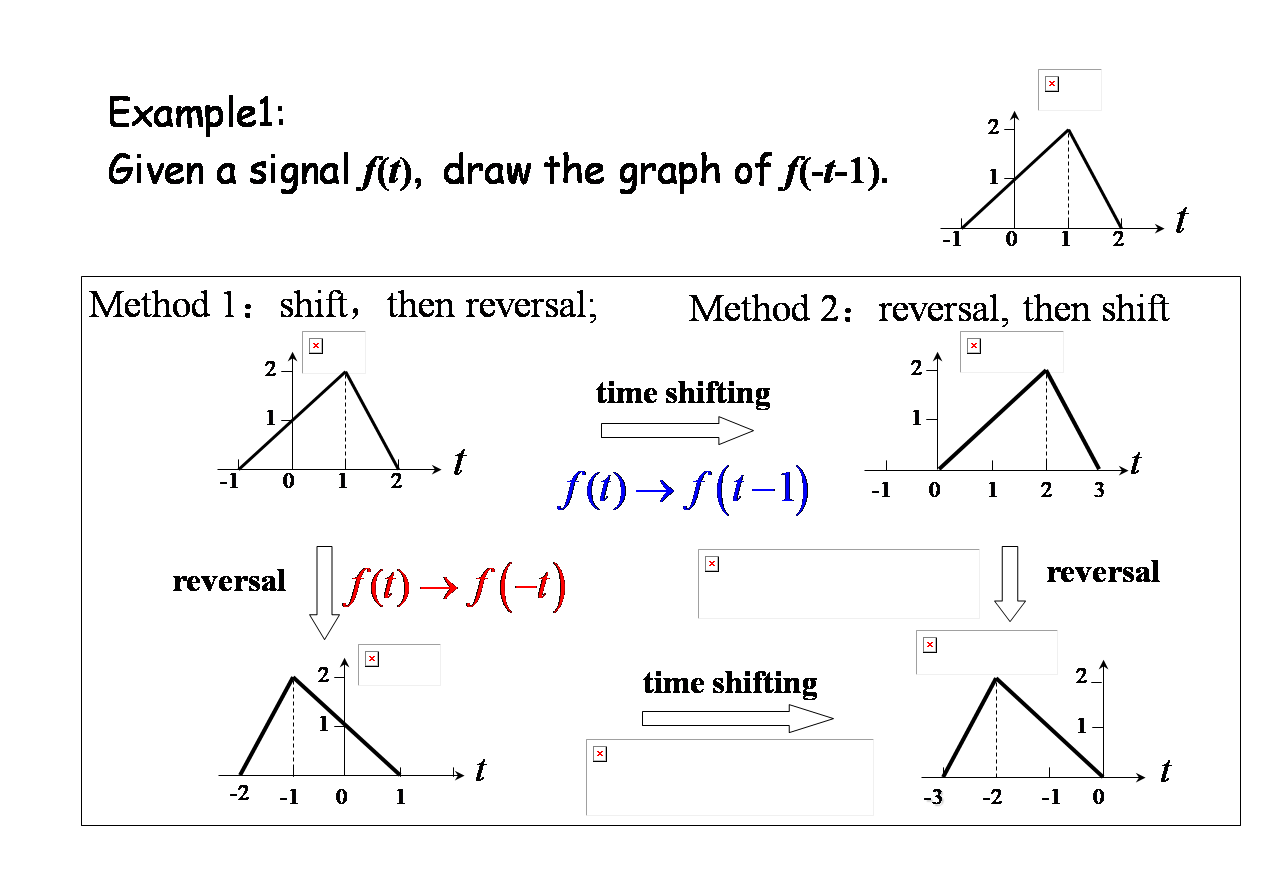 Example1:
Given a signal f(t), draw the graph of f(-t-1).
2
1
-1 0 1 2 t
Method 1：shift，then reversal;
Method 2：reversal, then shift
2
1
-1 0 1 2 t
time shifting
f(t)→f(t−1)
2
1
-1 0 1 2 3 t
reversal
f(t)→f(−t)
reversal
2
1
-2 -1 0 1 t
time shifting
2
1
-3 -2 -1 0 t